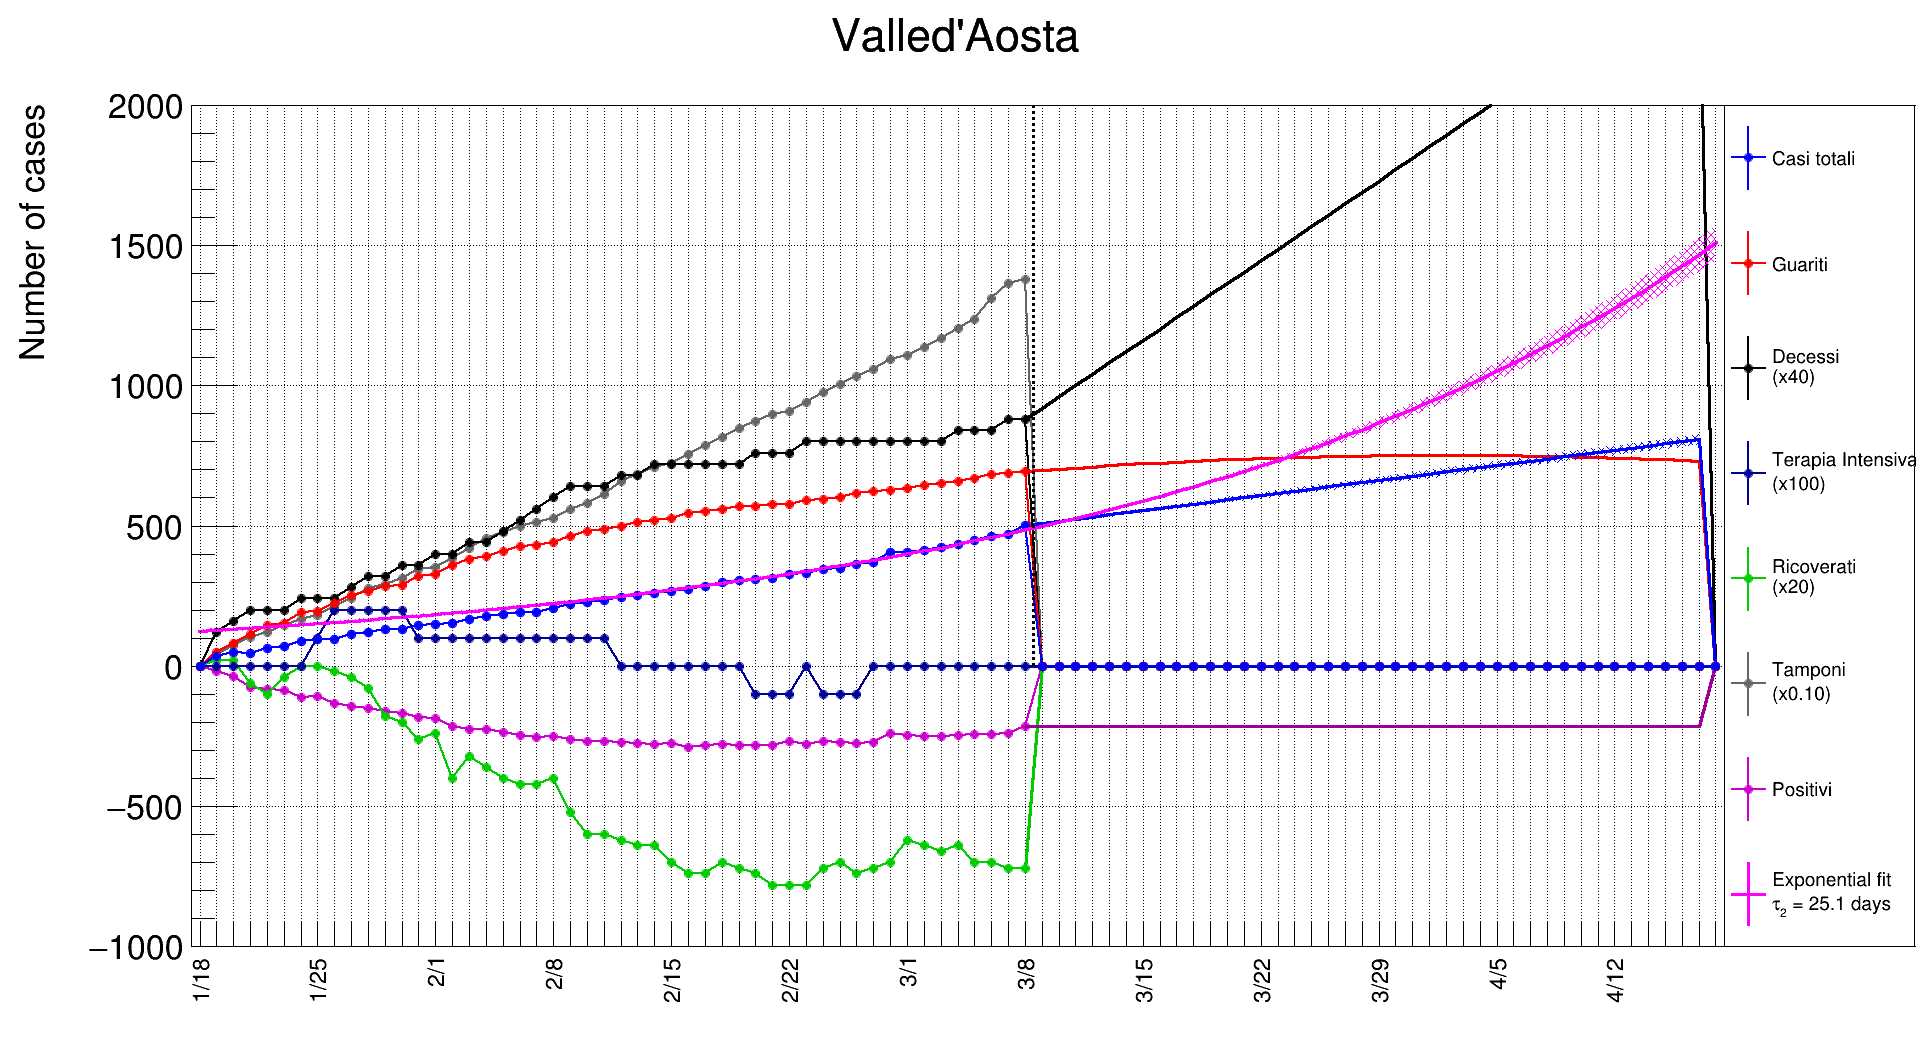 Valled'Aosta
Number of cases
2000
1500
1000
500
0
−500
−1000
1/18
1/25
2/1
2/8
2/15
2/22
3/1
3/8
3/15
3/22
3/29
4/5
4/12
Casi totali
Guariti
Decessi
(x40)
Terapia Intensiva
(x100)
Ricoverati
(x20)
Tamponi
(x0.10)
Positivi
Exponential fit
τ2 = 25.1 days